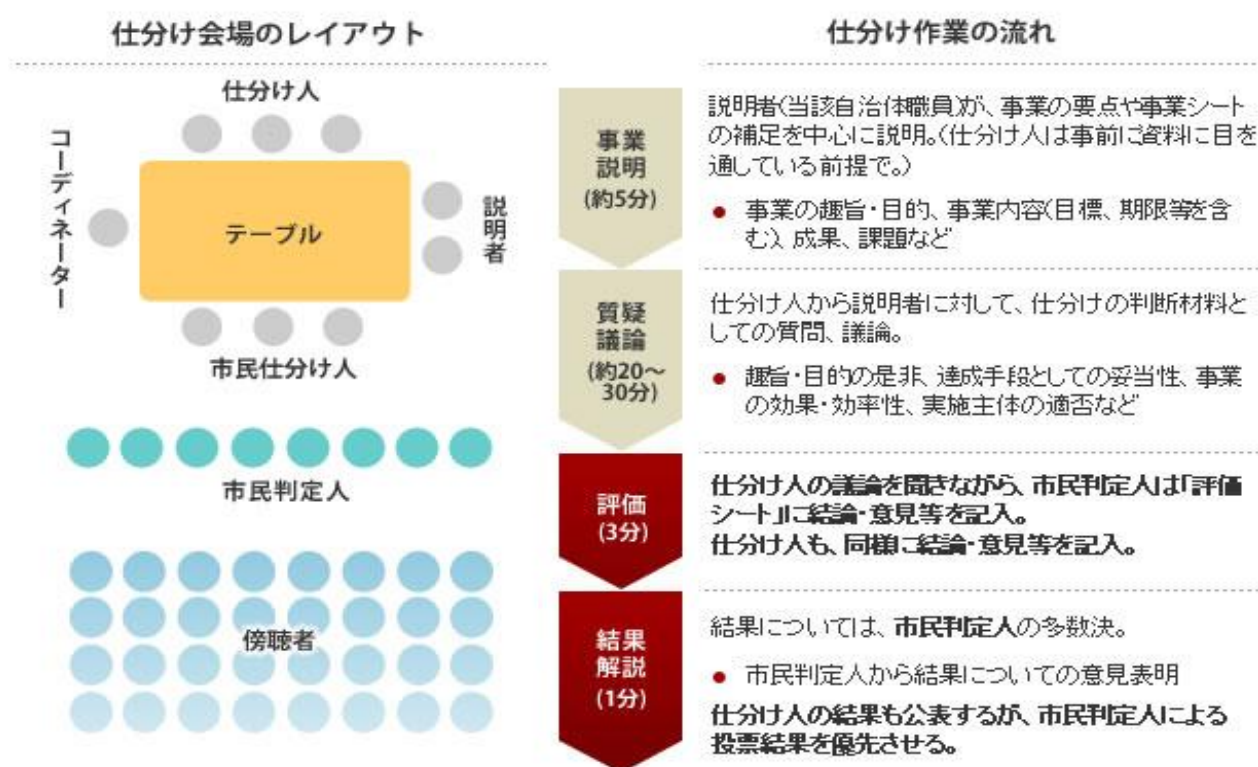 仕分け会場のレイアウト
仕分け人
コーディネーター
テーブル
説明者
市民仕分け人
市民判定人
傍聴者
仕分け作業の流れ
事業
説明
(約5分)
説明者(当該自治体職員)が、事業の要点や事業シート
の補足を中心に説明。(仕分け人は事前に資料に目を
通している前提で。)
● 事業の趣旨・目的、事業内容(目標、期限等を含
む)、成果、課題など
質疑
議論
(約20〜
30分)
仕分け人から説明者に対して、仕分けの判断材料と
しての質問、議論。
● 趣旨・目的の是非、達成手段としての妥当性、事業
の効果・効率性、実施主体の適否など
評価
(3分)
仕分け人の議論を聞きながら、市民判定人は「評価
シート」に結論・意見等を記入。
仕分け人も、同様に結論・意見等を記入。
結果
解説
(1分)
結果については、市民判定人の多数決。
● 市民判定人から結果についての意見表明
仕分け人の結果も公表するが、市民判定人による
投票結果を優先させる。